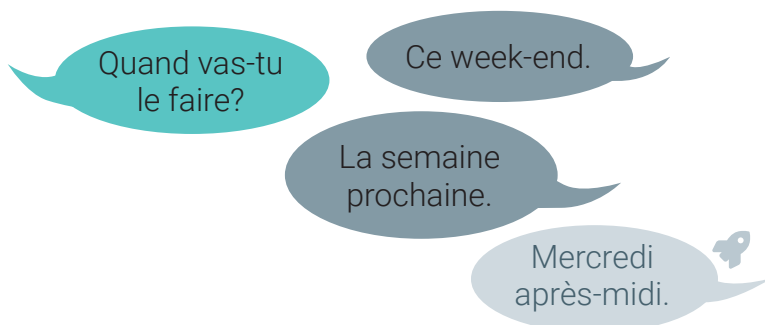 Quand vas-tu
le faire?
Ce week-end.
La semaine
prochaine.
Mercredi
après-midi.